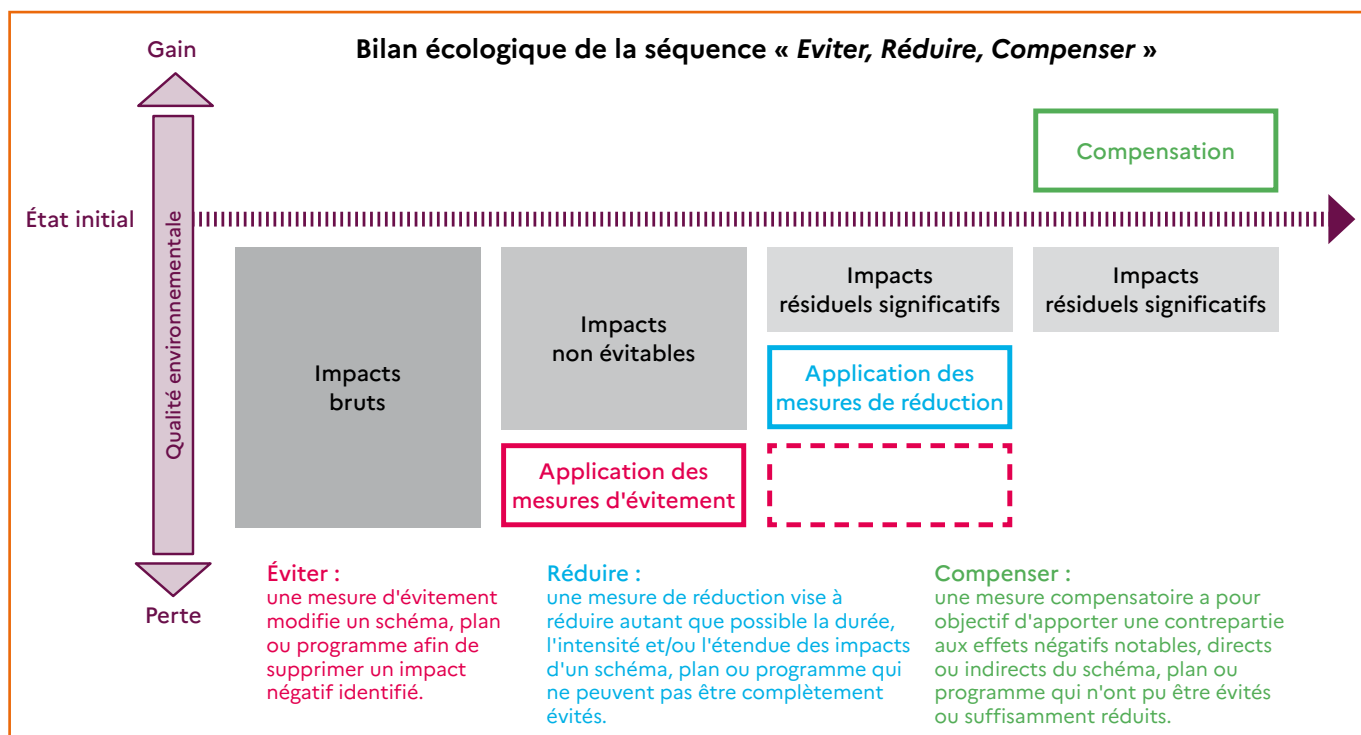 Bilan écologique de la séquence « Eviter, Réduire, Compenser »
Gain
Qualité environnementale
État initial
Perte
Compensation
Impacts
bruts
Impacts
non évitables
Application des
mesures d'évitement
Impacts
résiduels significatifs
Application des
mesures de réduction
Impacts
résiduels significatifs
Éviter :
une mesure d'évitement
modifie un schéma, plan
ou programme afin de
supprimer un impact
négatif identifié.
Réduire :
une mesure de réduction vise à
réduire autant que possible la durée,
l'intensité et/ou l'étendue des impacts
d'un schéma, plan ou programme qui
ne peuvent pas être complètement
évités.
Compenser :
une mesure compensatoire a pour
objectif d'apporter une contrepartie
aux effets négatifs notables, directs
ou indirects du schéma, plan ou
programme qui n'ont pu être évités
ou suffisamment réduits.